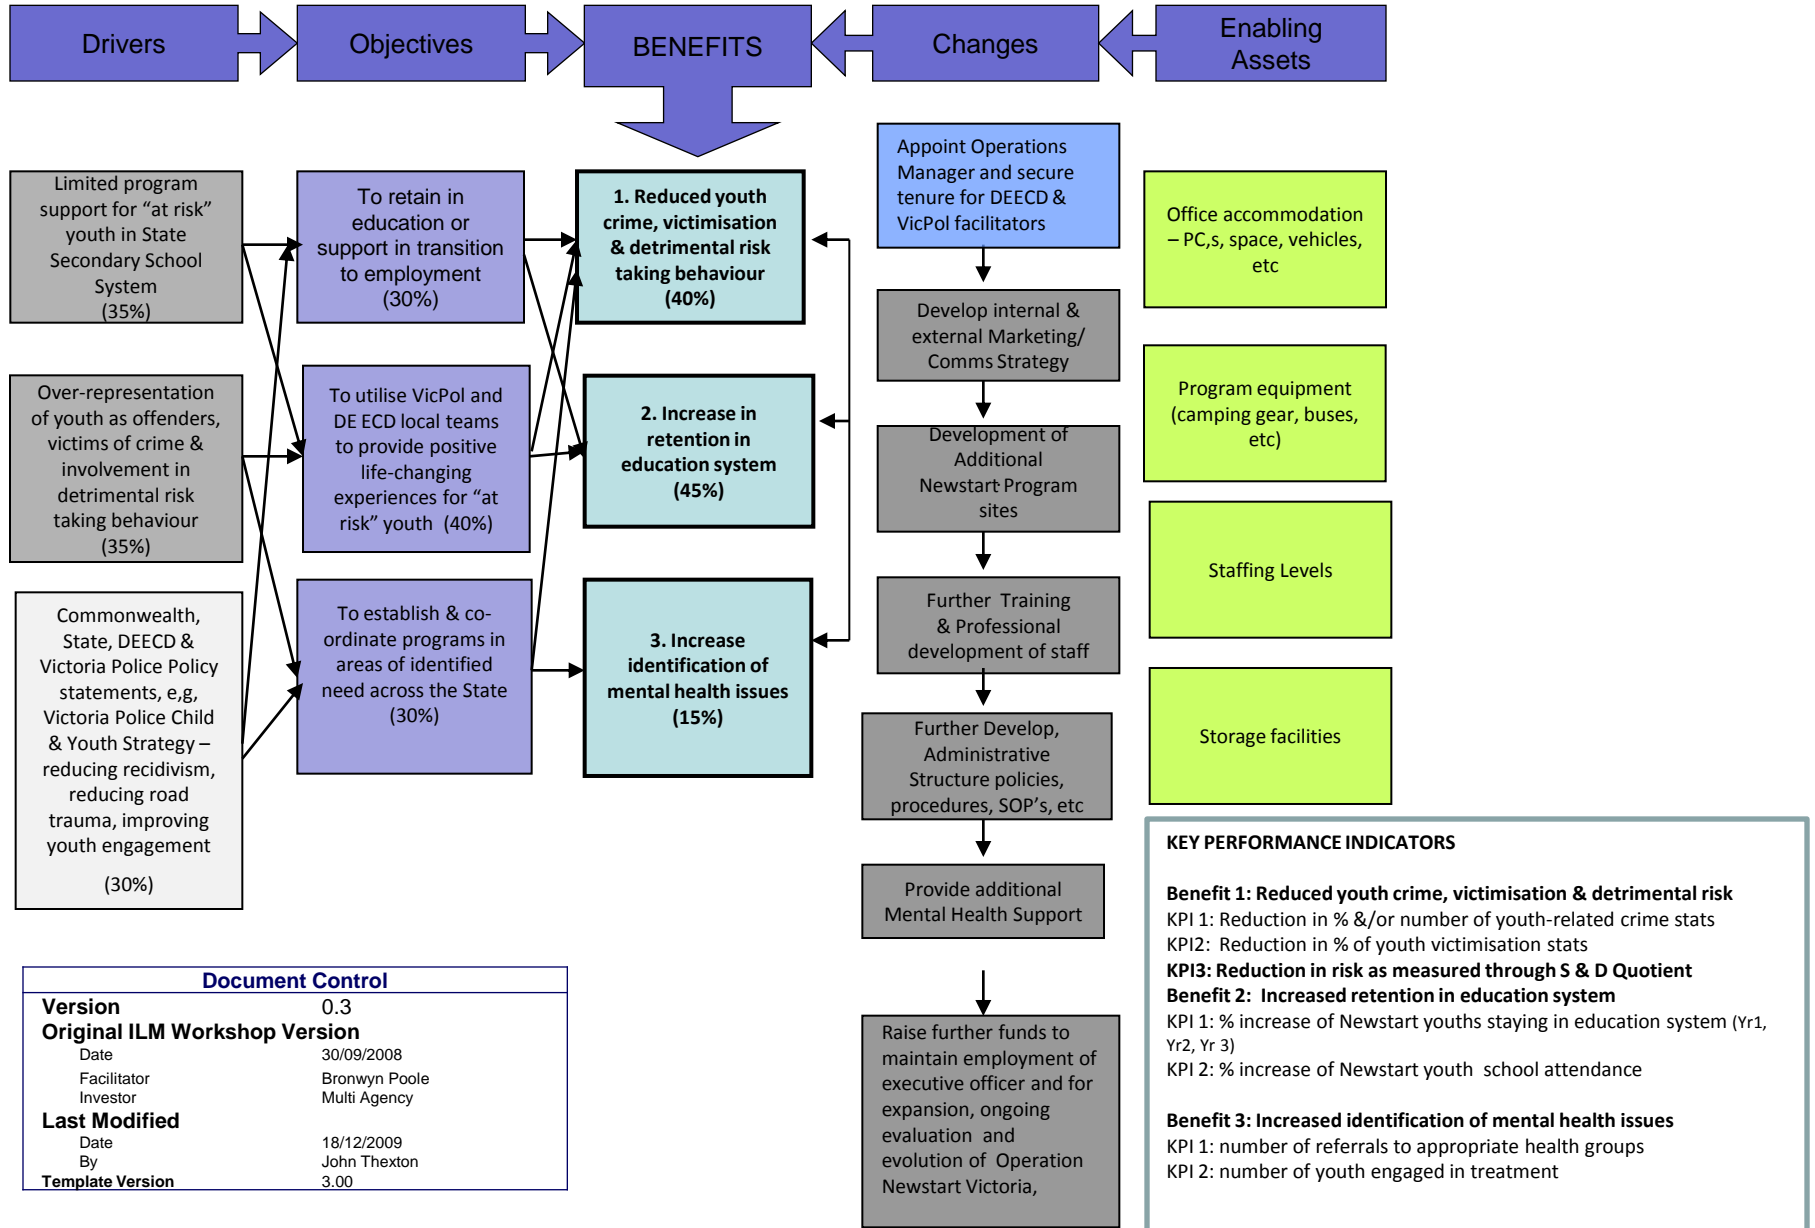 Drivers
Objectives
BENEFITS
Changes
Enabling
Assets
Limited program
support for “at risk”
youth in State
Secondary School
System
(35%)
Over-representation
of youth as offenders,
victims of crime &
involvement in
detrimental risk
taking behaviour
(35%)
Commonwealth,
State, DEECD &
Victoria Police Policy
statements, e,g,
Victoria Police Child
& Youth Strategy –
reducing recidivism,
reducing road
trauma, improving
youth engagement
(30%)
To retain in
education or
support in transition
to employment
(30%)
To utilise VicPol and
DE ECD local teams
to provide positive
life-changing
experiences for “at
risk” youth (40%)
To establish & co-
ordinate programs in
areas of identified
need across the State
(30%)
1. Reduced youth
crime, victimisation
& detrimental risk
taking behaviour
(40%)
2. Increase in
retention in
education system
(45%)
3. Increase
identification of
mental health issues
(15%)
Appoint Operations
Manager and secure
tenure for DEECD &
VicPol facilitators
Develop internal &
external Marketing/
Comms Strategy
Development of
Additional
Newstart Program
sites
Further Training
& Professional
development of staff
Further Develop,
Administrative
Structure policies,
procedures, SOP’s, etc
Provide additional
Mental Health Support
Raise further funds to
maintain employment of
executive officer and for
expansion, ongoing
evaluation and
evolution of Operation
Newstart Victoria,
Office accommodation
– PC,s, space, vehicles,
etc
Program equipment
(camping gear, buses,
etc)
Staffing Levels
Storage facilities
KEY PERFORMANCE INDICATORS
Benefit 1: Reduced youth crime, victimisation & detrimental risk
KPI 1: Reduction in % &/or number of youth-related crime stats
KPI2: Reduction in % of youth victimisation stats
KPI3: Reduction in risk as measured through S & D Quotient
Benefit 2: Increased retention in education system
KPI 1: % increase of Newstart youths staying in education system (Yr1,
Yr2, Yr 3)
KPI 2: % increase of Newstart youth school attendance
Benefit 3: Increased identification of mental health issues
KPI 1: number of referrals to appropriate health groups
KPI 2: number of youth engaged in treatment
Document Control
Version 0.3
Original ILM Workshop Version
Date 30/09/2008
Facilitator Bronwyn Poole
Investor Multi Agency
Last Modified
Date 18/12/2009
By John Thexton
Template Version 3.00